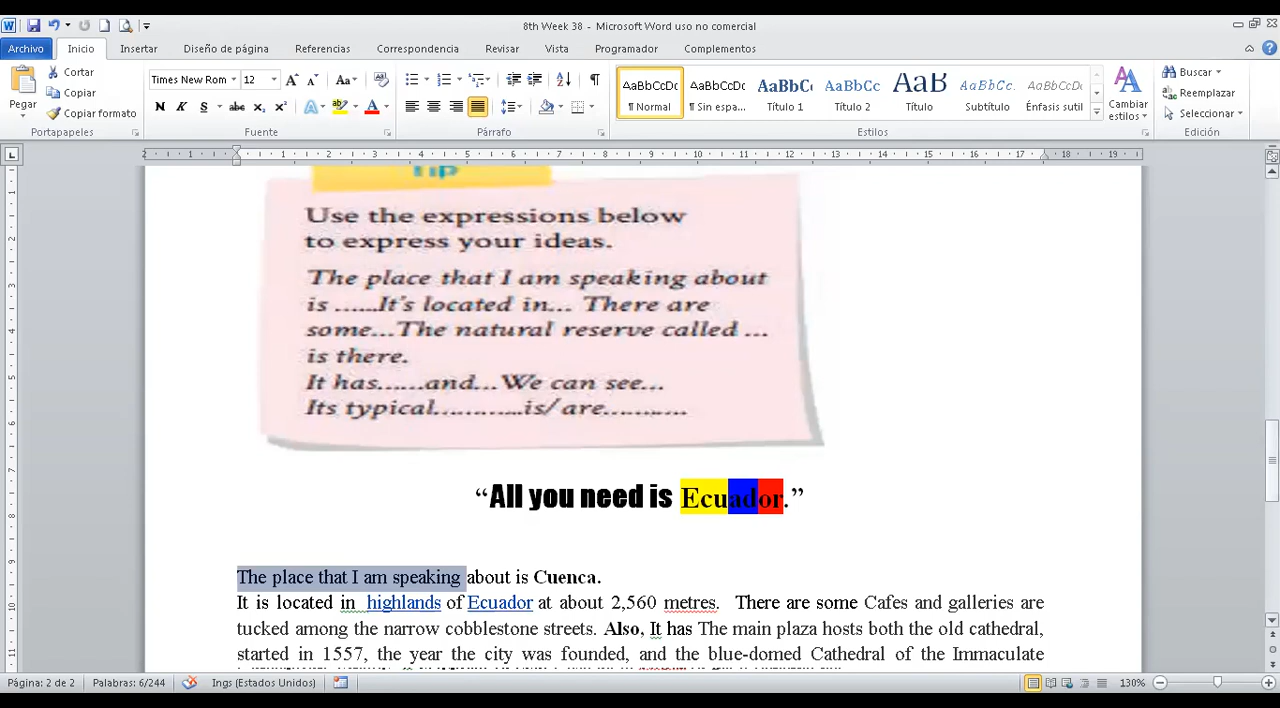 8th Week 38 - Microsoft Word uso no comercial
Archivo Inicio Insertar Diseño de página Referencias Correspondencia Revisar Vista Programador Complementos
Pegar
Cortar
Copiar
Copiar formato
Portapapeles
Times New Rom 12
Fuente
Párrafo
AaBbCcDc AaBbCcDc AaBbC AaBbCc AaB AaBbCc. AaBbCcDc
¶ Normal ¶ Sin espa... Título 1 Título 2 Título Subtítulo Énfasis sutil
Cambiar estilos
Estilos
Buscar
Reemplazar
Seleccionar
Edición
Tip
Use the expressions below
to express your ideas.
The place that I am speaking about
is ......It's located in... There are
some...The natural reserve called ...
is there.
It has......and...We can see...
Its typical............is/are...........
“All you need is Ecuador.”
The place that I am speaking about is Cuenca.
It is located in highlands of Ecuador at about 2,560 metres. There are some Cafes and galleries are
tucked among the narrow cobblestone streets. Also, It has The main plaza hosts both the old cathedral,
started in 1557, the year the city was founded, and the blue-domed Cathedral of the Immaculate
Página: 2 de 2 Palabras: 6/244 Ings (Estados Unidos) 130%